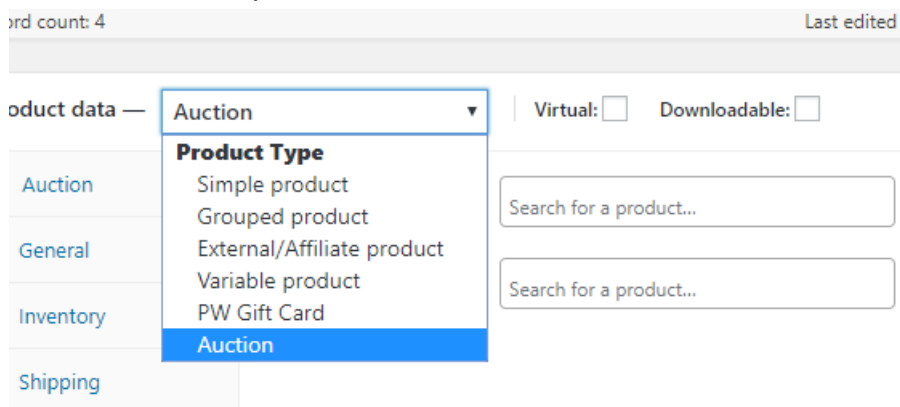 ord count: 4 Last edited
oduct data — Auction Virtual: Downloadable:
Product Type
Simple product
Grouped product
External/Affiliate product
Variable product
PW Gift Card
Auction
Auction
General
Inventory
Shipping
Search for a product...
Search for a product...